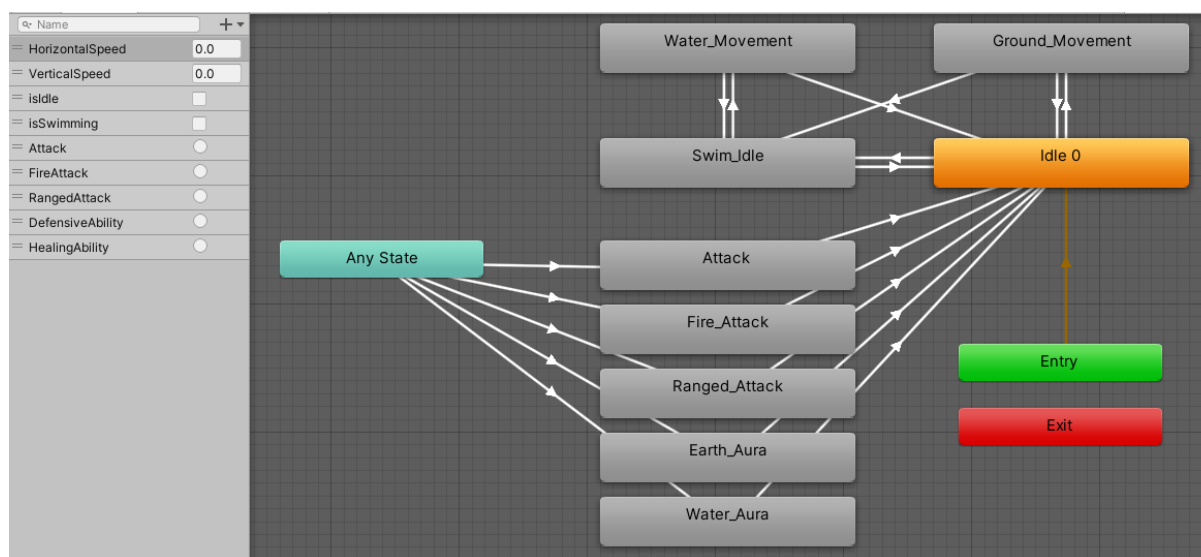 Name
HorizontalSpeed 0.0
VerticalSpeed 0.0
isIdle
isSwimming
Attack
FireAttack
RangedAttack
DefensiveAbility
HealingAbility
Water_Movement
Ground_Movement
Swim_Idle
Idle 0
Any State
Attack
Fire_Attack
Ranged_Attack
Earth_Aura
Water_Aura
Entry
Exit